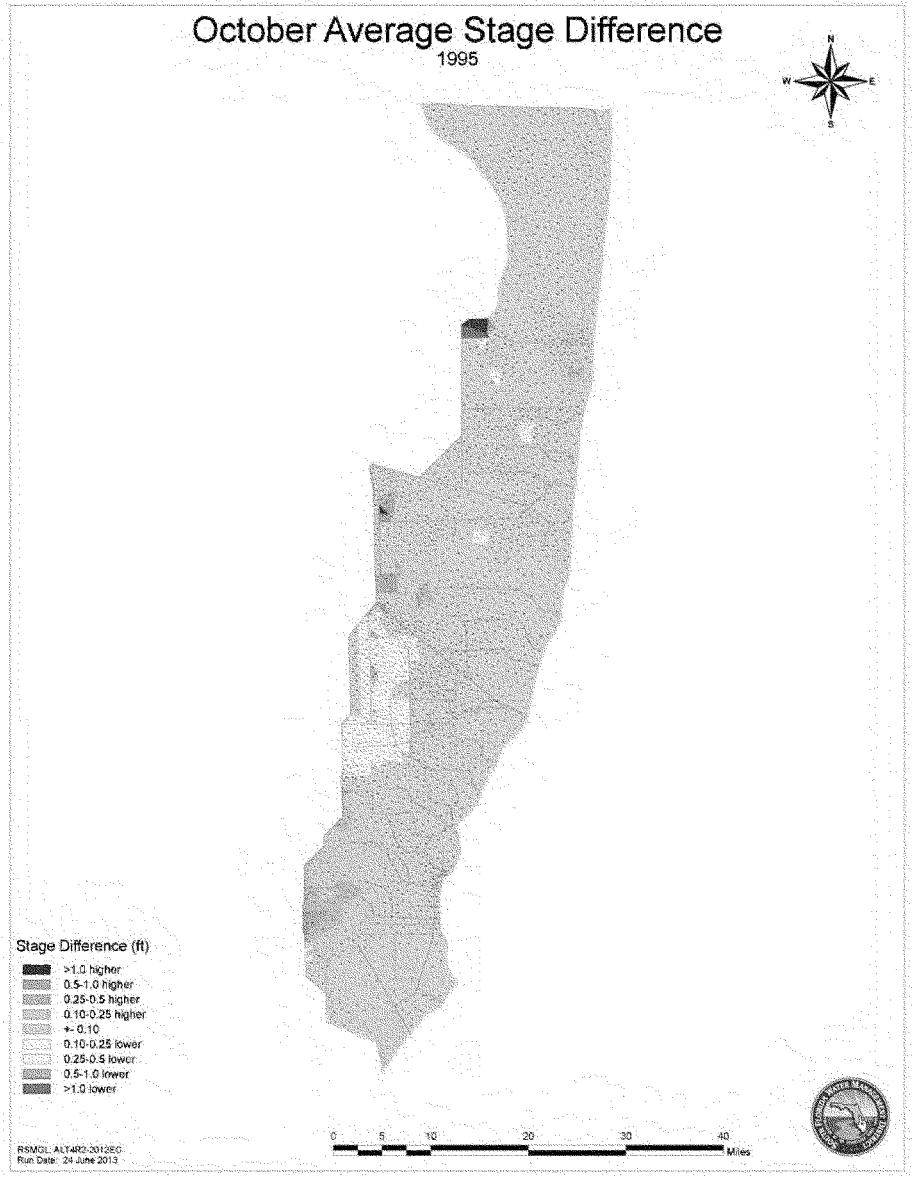 October Average Stage Difference
1995
N
W E
S
Stage Difference (ft)
>1.0 higher
0.5-1.0 higher
0.25-0.5 higher
0.10-0.25 higher
+- 0.10
0.10-0.25 lower
0.25-0.5 lower
0.5-1.0 lower
>1.0 lower
0 5 10 20 30 40
Miles
RSMGL: ALT4R2-2012EC
Run Date: 24 June 2013